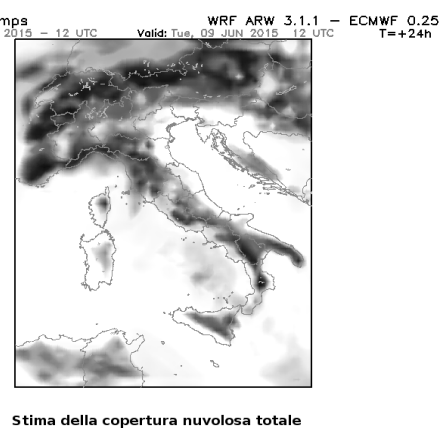 mps WRF ARW 3.1.1 – ECMWF 0.25
2015 – 12 UTC Valid: Tue, 09 JUN 2015 12 UTC T=+24h
Stima della copertura nuvolosa totale